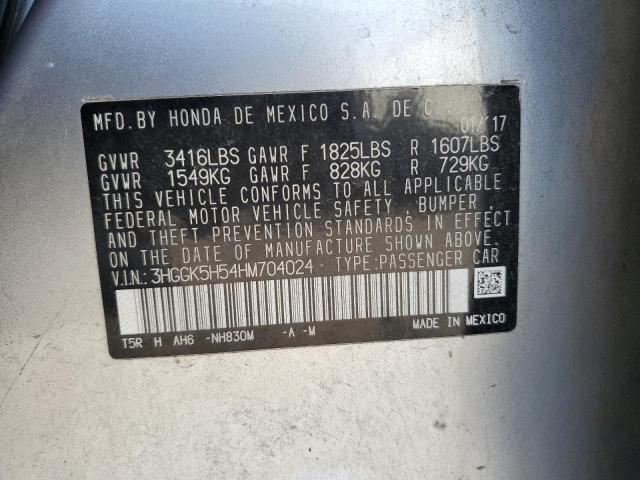 MFD.BY HONDA DE MEXICO S.A. DE C 01/'17
GVWR 3416LBS GAWR F 1825LBS R 1607LBS
GVWR 1549KG GAWR F 828KG R 729KG
THIS VEHICLE CONFORMS TO ALL APPLICABLE
FEDERAL MOTOR VEHICLE SAFETY, BUMPER,
AND THEFT PREVENTION STANDARDS IN EFFECT
ON THE DATE OF MANUFACTURE SHOWN ABOVE.
V.I.N.: 3HGGK5H54HM704024 TYPE:PASSENGER CAR
T5R H AH6 -NH830M -A -M MADE IN MEXICO